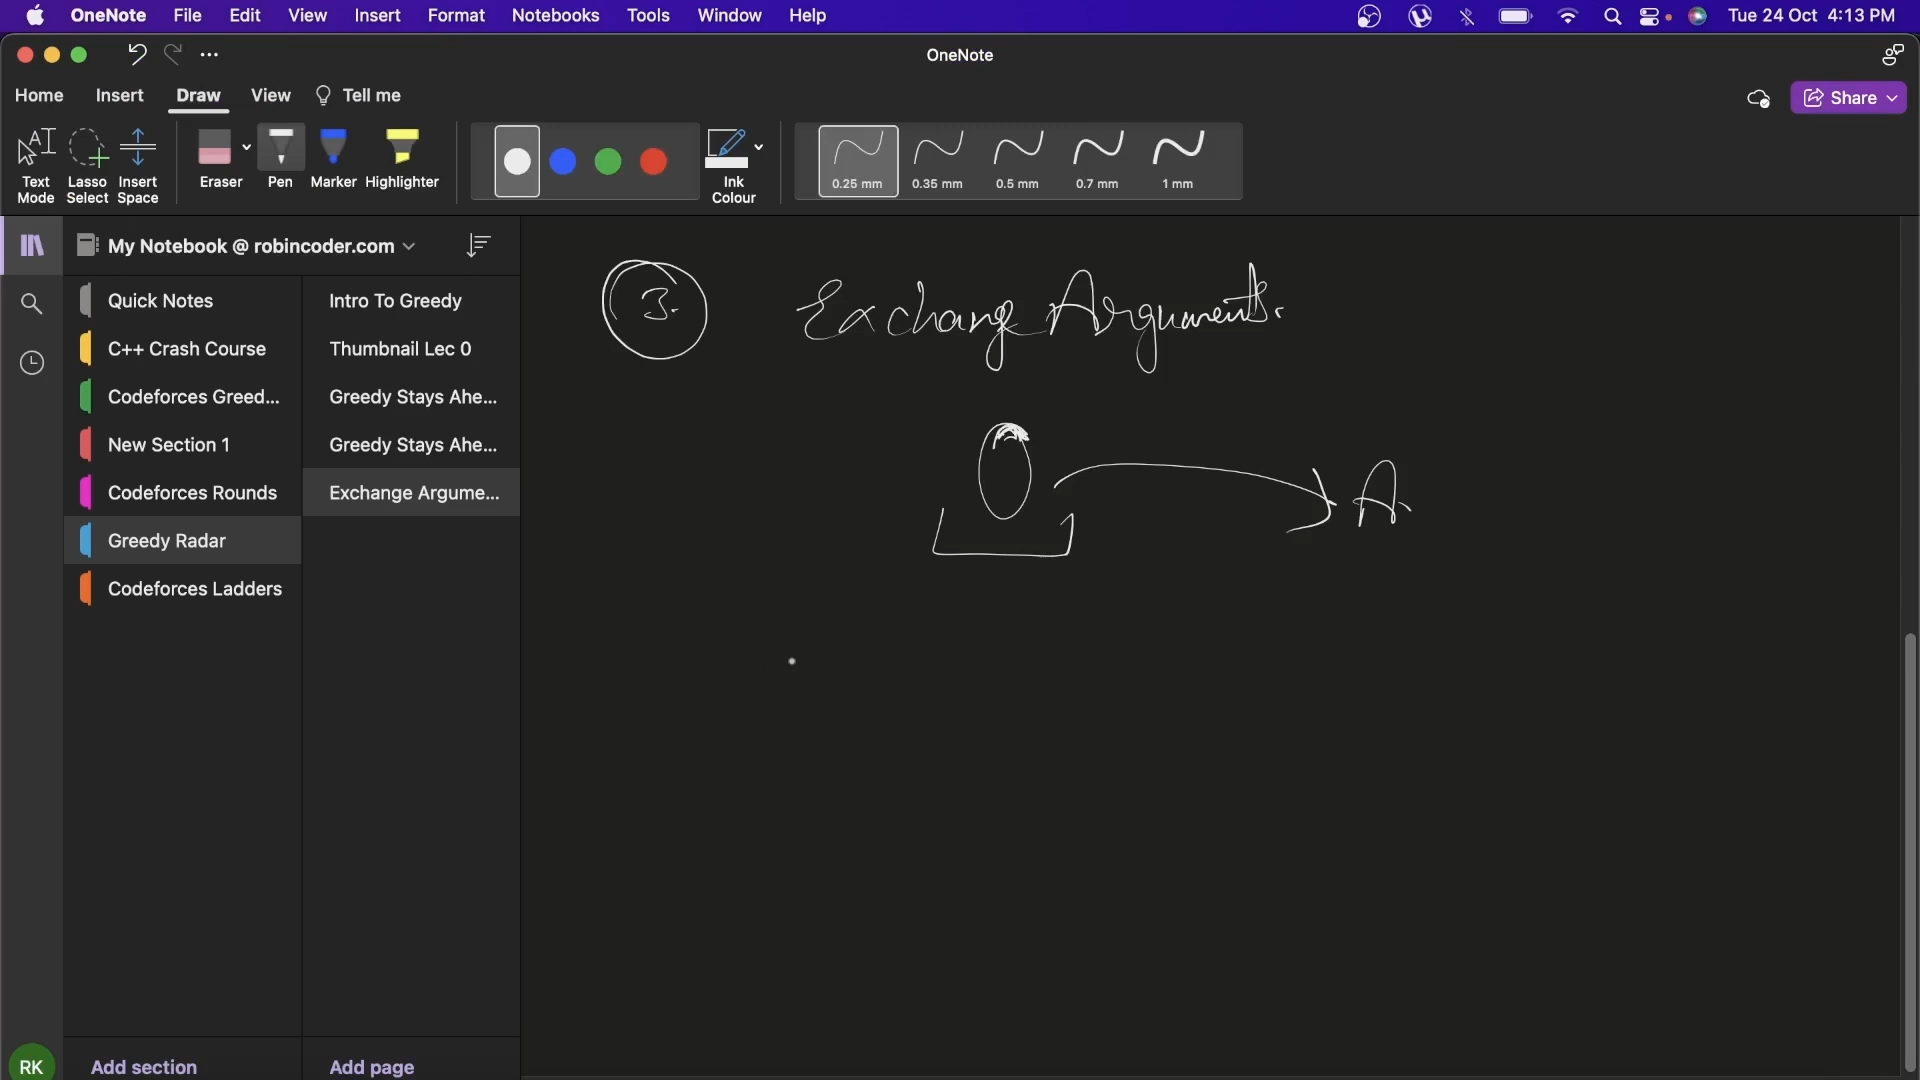 OneNote File Edit View Insert Format Notebooks Tools Window Help Tue 24 Oct 4:13 PM
OneNote
Home Insert Draw View Tell me Share
Text Mode
Lasso Select
Insert Space
Eraser
Pen
Marker
Highlighter
Ink Colour
0.25 mm
0.35 mm
0.5 mm
0.7 mm
1 mm
My Notebook @ robincoder.com
Quick Notes
C++ Crash Course
Codeforces Greed...
New Section 1
Codeforces Rounds
Greedy Radar
Codeforces Ladders
Add section
Intro To Greedy
Thumbnail Lec 0
Greedy Stays Ahe...
Greedy Stays Ahe...
Exchange Argume...
Add page
RK
3. Exchange Arguments.
A